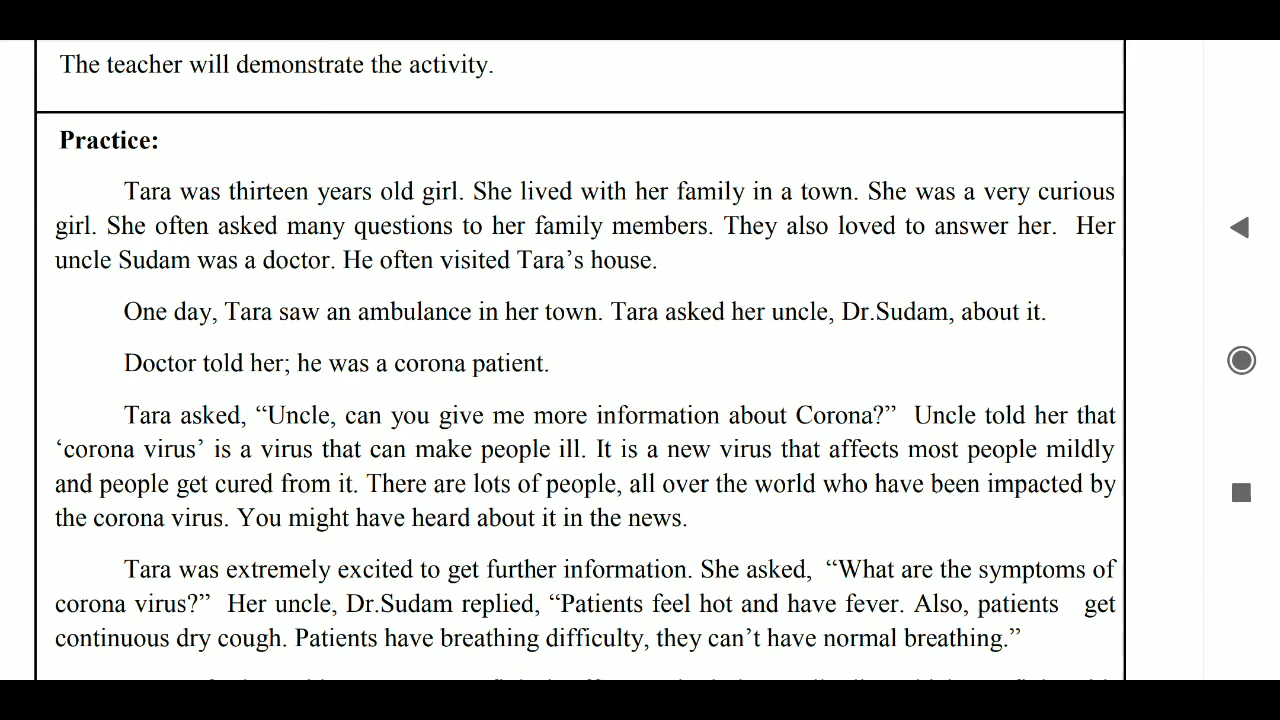 The teacher will demonstrate the activity.
Practice:
Tara was thirteen years old girl. She lived with her family in a town. She was a very curious
girl. She often asked many questions to her family members. They also loved to answer her. Her
uncle Sudam was a doctor. He often visited Tara’s house.
One day, Tara saw an ambulance in her town. Tara asked her uncle, Dr.Sudam, about it.
Doctor told her; he was a corona patient.
Tara asked, “Uncle, can you give me more information about Corona?” Uncle told her that
‘corona virus’ is a virus that can make people ill. It is a new virus that affects most people mildly
and people get cured from it. There are lots of people, all over the world who have been impacted by
the corona virus. You might have heard about it in the news.
Tara was extremely excited to get further information. She asked, “What are the symptoms of
corona virus?” Her uncle, Dr.Sudam replied, “Patients feel hot and have fever. Also, patients get
continuous dry cough. Patients have breathing difficulty, they can’t have normal breathing.”